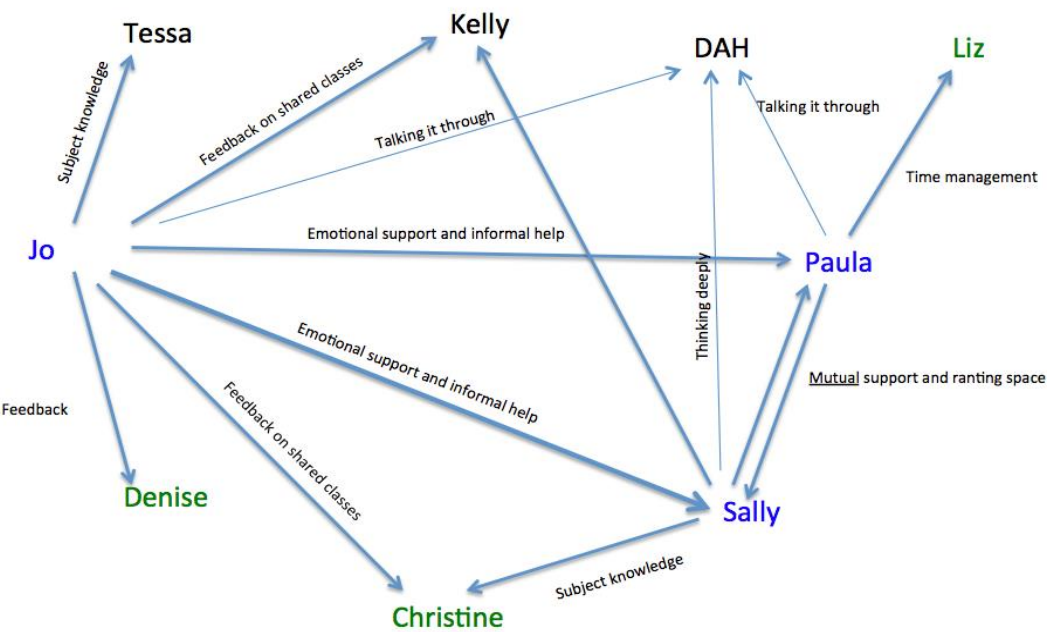 Tessa
Kelly
DAH
Liz
Subject knowledge
Feedback on shared classes
Talking it through
Talking it through
Time management
Jo
Emotional support and informal help
Paula
Thinking deeply
Emotional support and informal help
Mutual support and ranting space
Feedback
Feedback on shared classes
Denise
Sally
Subject knowledge
Christine